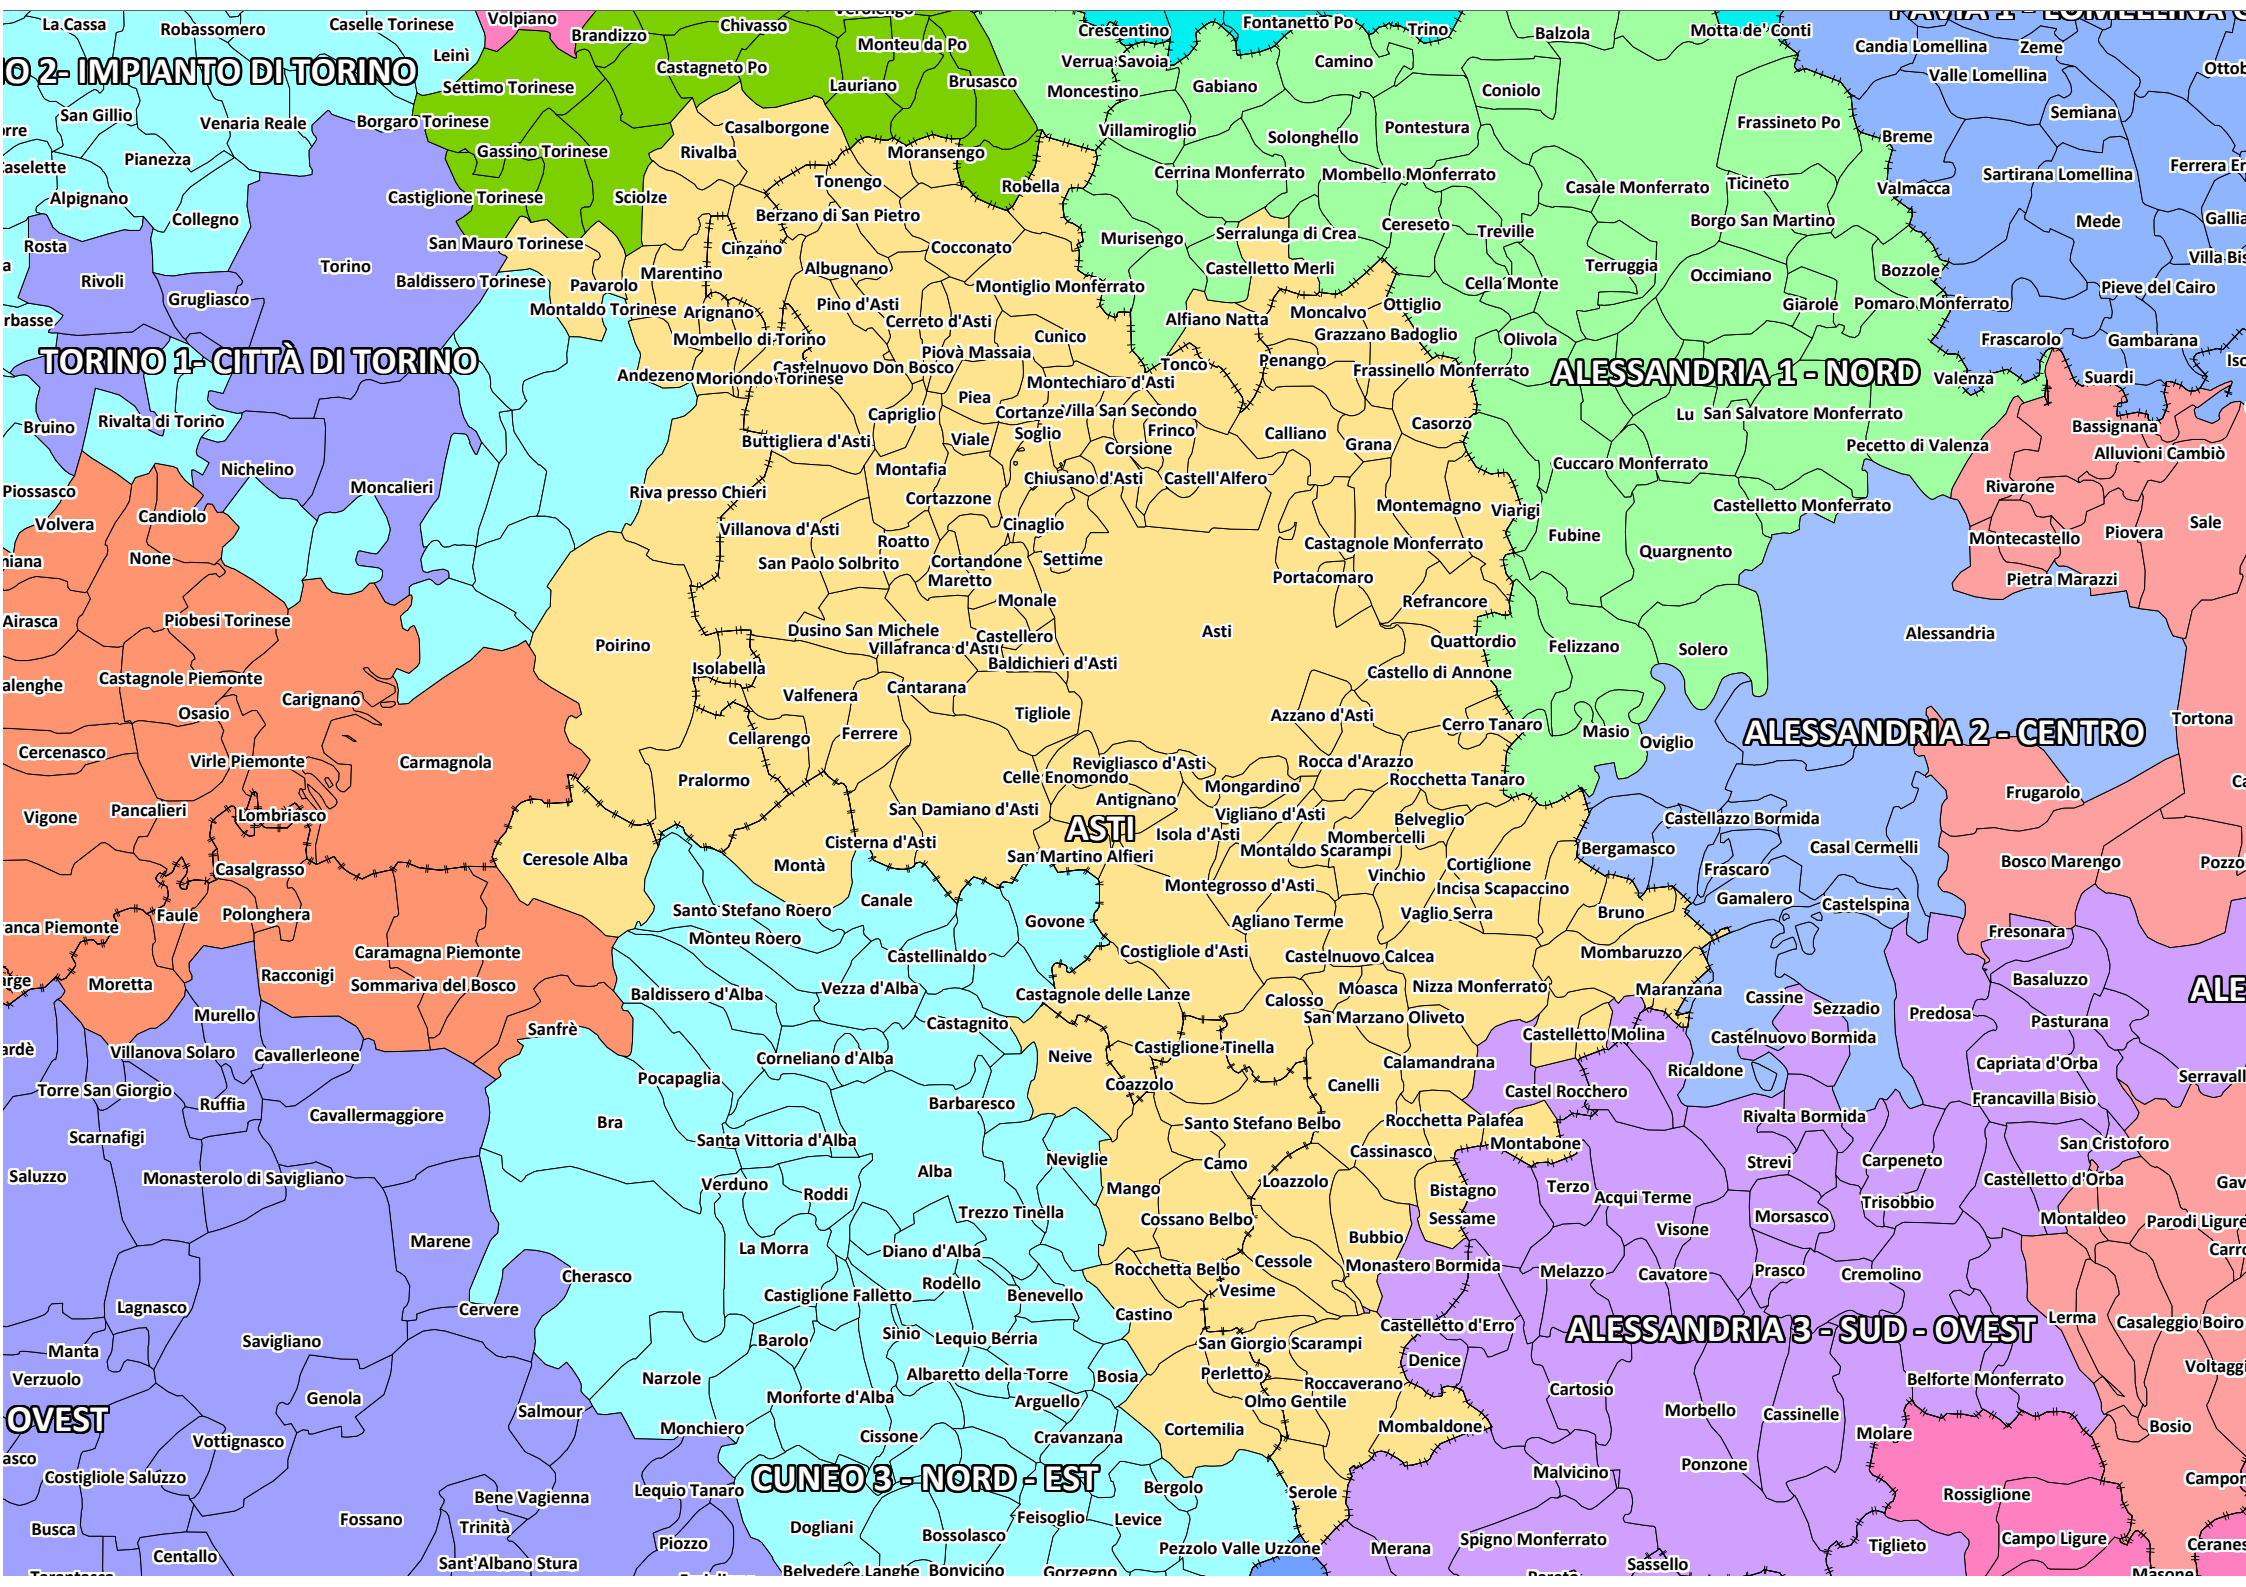 La Cassa
Robassomero
Caselle Torinese
Volpiano
Brandizzo
Chivasso
Crescentino
Fontanetto Po
Trino
Balzola
Motta de' Conti
Candia Lomellina
Zeme
Leinì
Monteu da Po
Verrua Savoia
Camino
Valle Lomellina
IMPIANTO DI TORINO
Settimo Torinese
Castagneto Po
Lauriano
Brusasco
Moncestino
Gabiano
Coniolo
San Gillio
Venaria Reale
Borgaro Torinese
Casalborgone
Villamiroglio
Solonghello
Pontestura
Frassineto Po
Semiana
Breme
Pianezza
Gassino Torinese
Rivalba
Moransengo
Cerrina Monferrato
Mombello Monferrato
Casale Monferrato
Ticineto
Valmacca
Sartirana Lomellina
Alpignano
Collegno
Castiglione Torinese
Sciolze
Tonengo
Robella
Berzano di San Pietro
Borgo San Martino
Mede
Rosta
San Mauro Torinese
Cinzano
Cocconato
Murisengo
Serralunga di Crea
Cereseto
Treville
Rivoli
Torino
Baldissero Torinese
Pavarolo
Marentino
Albugnano
Castelletto Merli
Terruggia
Occimiano
Bozzole
Grugliasco
Montaldo Torinese
Arignano
Pino d'Asti
Montiglio Monferrato
Cella Monte
Ottiglio
Giarole
Pomaro Monferrato
Pieve del Cairo
Mombello di Torino
Cerreto d'Asti
Cunico
Alfiano Natta
Moncalvo
Grazzano Badoglio
Olivola
Frascarolo
Gambarana
TORINO 1- CITTÀ DI TORINO
Andezeno
Moriondo Torinese
Castelnuovo Don Bosco
Piovà Massaia
Montechiaro d'Asti
Tonco
Penango
Frassinello Monferrato
ALESSANDRIA 1 - NORD
Valenza
Suardi
Bruino
Rivalta di Torino
Capriglio
Piea
Cortanze
Villa San Secondo
Casorzo
Lu
San Salvatore Monferrato
Bassignana
Nichelino
Buttigliera d'Asti
Viale
Soglio
Frinco
Corsione
Calliano
Grana
Pecetto di Valenza
Alluvioni Cambiò
Piossasco
Moncalieri
Riva presso Chieri
Montafia
Cortazzone
Chiusano d'Asti
Castell'Alfero
Cuccaro Monferrato
Rivarone
Volvera
Candiolo
Villanova d'Asti
Cinaglio
Montemagno
Viarigi
Castelletto Monferrato
Sale
None
San Paolo Solbrito
Roatto
Cortandone
Maretto
Settime
Castagnole Monferrato
Fubine
Quargnento
Montecastello
Piovera
Portacomaro
Pietra Marazzi
Airasca
Piobesi Torinese
Poirino
Monale
Refrancore
Dusino San Michele
Villafranca d'Asti
Castellero
Baldichieri d'Asti
Asti
Quattordio
Felizzano
Solero
Alessandria
Castagnole Piemonte
Carignano
Isolabella
Valfenera
Cantarana
Castello di Annone
Osasio
Tigliole
Azzano d'Asti
Cerro Tanaro
Masio
Oviglio
ALESSANDRIA 2 - CENTRO
Tortona
Cercenasco
Virle Piemonte
Carmagnola
Cellarengo
Ferrere
Pralormo
Revigliasco d'Asti
Celle Enomondo
Rocca d'Arazzo
Rocchetta Tanaro
Vigone
Pancalieri
Lombriasco
San Damiano d'Asti
Antignano
Mongardino
Frugarolo
ASTI
Isola d'Asti
Vigliano d'Asti
Belveglio
Castellazzo Bormida
Casalgrasso
Ceresole Alba
Cisterna d'Asti
Montà
San Martino Alfieri
Montaldo Scarampi
Mombercelli
Cortiglione
Bergamasco
Casal Cermelli
Bosco Marengo
Faule
Polonghera
Santo Stefano Roero
Canale
Govone
Montegrosso d'Asti
Vinchio
Incisa Scapaccino
Frascaro
Gamalero
Castelspina
Caramagna Piemonte
Monteu Roero
Castellinaldo
Costigliole d'Asti
Agliano Terme
Vaglio Serra
Bruno
Fresonara
Moretta
Racconigi
Sommariva del Bosco
Baldissero d'Alba
Vezza d'Alba
Castagnole delle Lanze
Castelnuovo Calcea
Mombaruzzo
Basaluzzo
Murello
Sanfrè
Castagnito
Calosso
Moasca
Nizza Monferrato
Maranzana
Cassine
Sezzadio
Predosa
Pasturana
Villanova Solaro
Cavallerleone
Corneliano d'Alba
Neive
Castiglione Tinella
San Marzano Oliveto
Castelletto Molina
Castelnuovo Bormida
Torre San Giorgio
Ruffia
Cavallermaggiore
Pocapaglia
Barbaresco
Coazzolo
Canelli
Calamandrana
Castel Rocchero
Ricaldone
Capriata d'Orba
Francavilla Bisio
Scarnafigi
Bra
Santa Vittoria d'Alba
Santo Stefano Belbo
Rocchetta Palafea
Montabone
Rivalta Bormida
San Cristoforo
Saluzzo
Monasterolo di Savigliano
Verduno
Roddi
Alba
Neviglie
Mango
Camo
Cassinasco
Loazzolo
Strevi
Carpeneto
Castelletto d'Orba
Marene
Trezzo Tinella
Cossano Belbo
Bistagno
Sessame
Terzo
Acqui Terme
Visone
Morsasco
Trisobbio
Montaldeo
Parodi Ligure
La Morra
Diano d'Alba
Bubbio
Cherasco
Rodello
Benevello
Rocchetta Belbo
Cessole
Vesime
Monastero Bormida
Melazzo
Cavatore
Prasco
Cremolino
Lagnasco
Cervere
Castiglione Falletto
Castino
Castelletto d'Erro
ALESSANDRIA 3 - SUD - OVEST
Lerma
Casaleggio Boiro
Manta
Savigliano
Barolo
Sinio
Lequio Berria
San Giorgio Scarampi
Verzuolo
Narzole
Albaretto della Torre
Bosia
Perletto
Roccaverano
Denice
Cartosio
Belforte Monferrato
OVEST
Genola
Salmour
Monforte d'Alba
Arguello
Olmo Gentile
Morbello
Cassinelle
Vottignasco
Monchiero
Cissone
Cravanzana
Cortemilia
Mombaldone
Molare
Bosio
Costigliole Saluzzo
Bene Vagienna
Lequio Tanaro
CUNEO 3 - NORD - EST
Bergolo
Serole
Malvicino
Ponzone
Rossiglione
Busca
Fossano
Trinità
Dogliani
Bossolasco
Feisoglio
Levice
Centallo
Sant'Albano Stura
Piozzo
Pezzolo Valle Uzzone
Merana
Spigno Monferrato
Sassello
Tiglieto
Campo Ligure
Belvedere Langhe
Bonvicino
Gorzegno
Masone